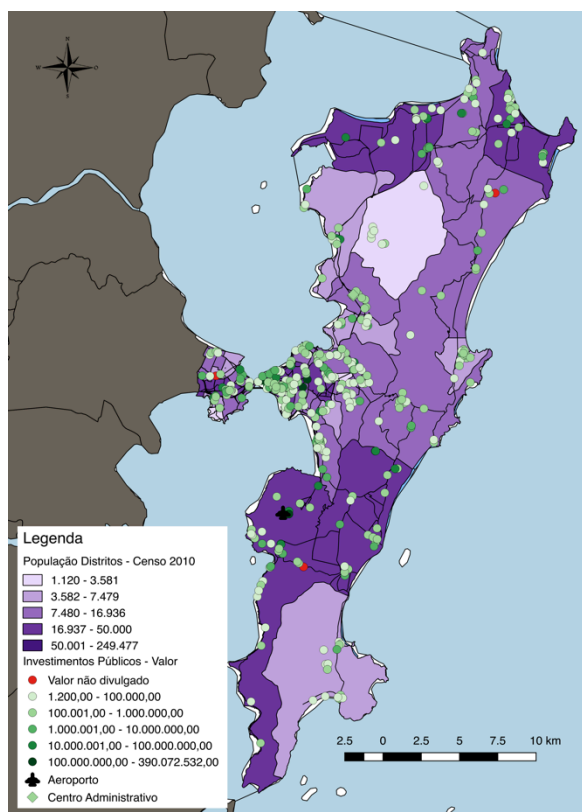 N
O
S
Legenda
População Distritos - Censo 2010
1.120 - 3.581
3.582 - 7.479
7.480 - 16.936
16.937 - 50.000
50.001 - 249.477
Investimentos Públicos - Valor
Valor não divulgado
1.200,00 - 100.000,00
100.001,00 - 1.000.000,00
1.000.001,00 - 10.000.000,00
10.000.001,00 - 100.000.000,00
100.000.000,00 - 390.072.532,00
Aeroporto
Centro Administrativo
2.5 0 2.5 5 7.5 10 km